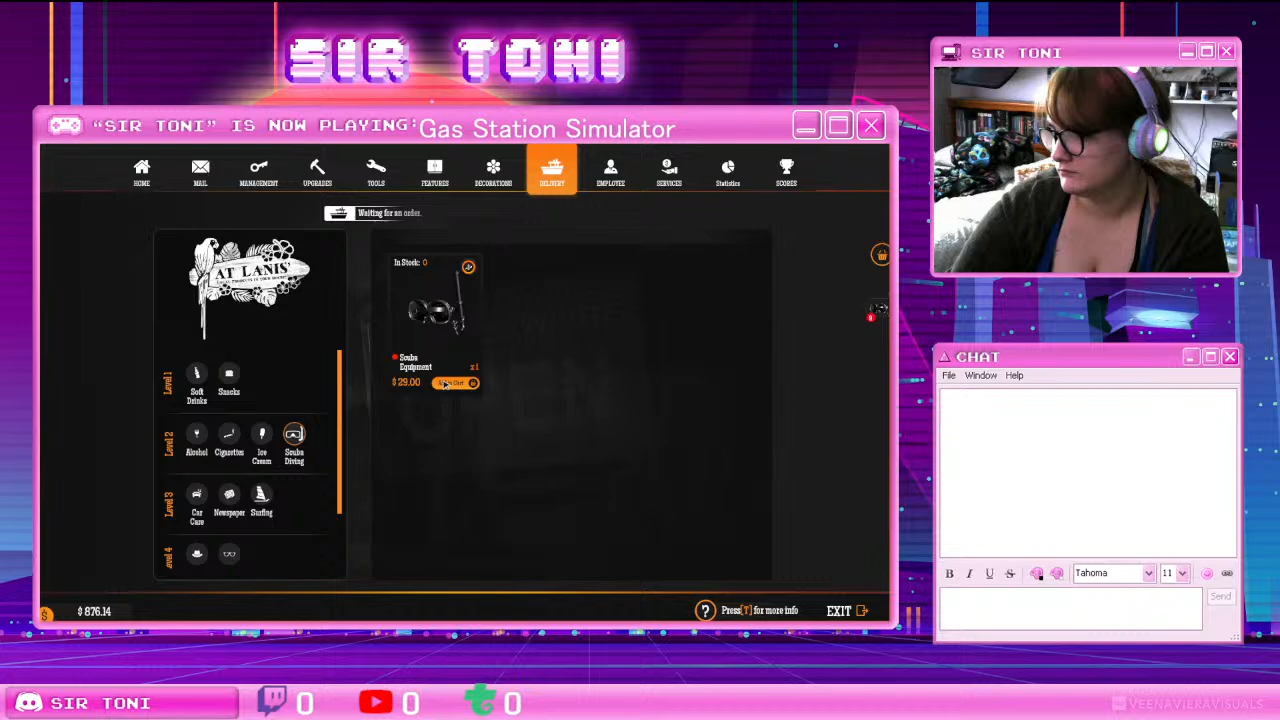 SIR TONI
SIR TONI
"SIR TONI" IS NOW PLAYING: Gas Station Simulator
HOME MAIL MANAGEMENT UPGRADES TOOLS FEATURES DECORATIONS DELIVERY EMPLOYEE SERVICES Statistics SCORES
Waiting for an order.
AT LANIS'
In Stock: 0
Scuba
Equipment x1
$ 29.00
Level 1
Soft
Drinks
Snacks
Level 2
Alcohol
Cigarettes
Ice
Cream
Scuba
Diving
Level 3
Car
Care
Newspaper
Surfing
$ 876.14
? Press [T] for more info EXIT
CHAT
File Window Help
B I U S Tahoma 11
Send
SIR TONI 0 0 0
©VEENAVIERAVISUALS